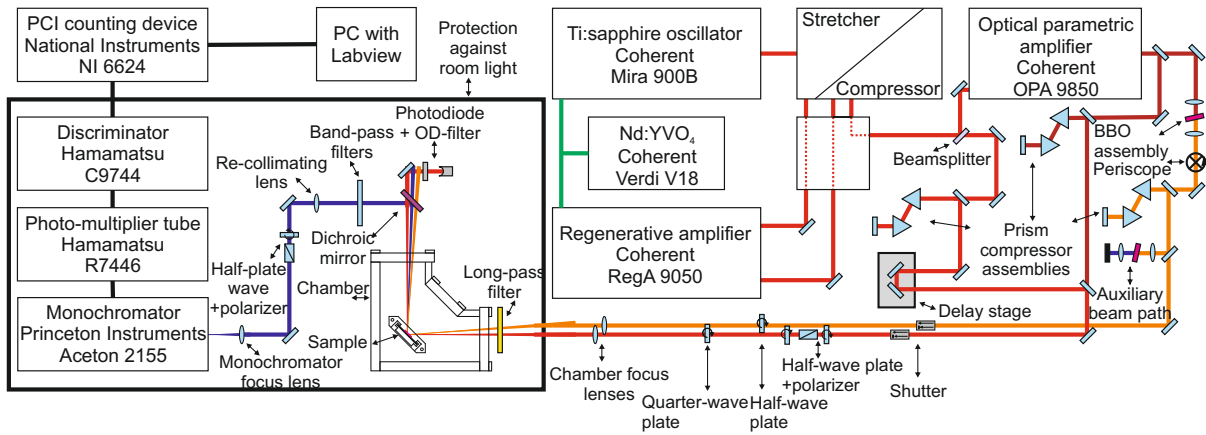 PCI counting device
National Instruments
NI 6624
PC with
Labview
Protection
against
room light
Ti:sapphire oscillator
Coherent
Mira 900B
Stretcher
Compressor
Optical parametric
amplifier
Coherent
OPA 9850
Discriminator
Hamamatsu
C9744
Photo-multiplier tube
Hamamatsu
R7446
Monochromator
Princeton Instruments
Aceton 2155
Re-collimating
lens
Band-pass
filters
Photodiode
+ OD-filter
Dichroic
mirror
Half-plate
wave
+polarizer
Chamber
Sample
Monochromator
focus lens
Long-pass
filter
Nd:YVO4
Coherent
Verdi V18
Regenerative amplifier
Coherent
RegA 9050
Beamsplitter
BBO
assembly
Periscope
Prism
compressor
assemblies
Delay stage
Auxiliary
beam path
Chamber focus
lenses
Quarter-wave
plate
Half-wave
plate
Half-wave plate
+polarizer
Shutter